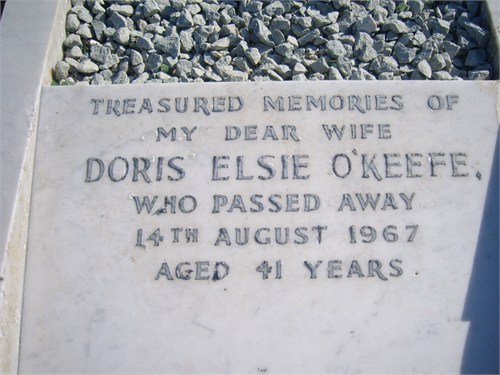 TREASURED MEMORIES OF
MY DEAR WIFE
DORIS ELSIE O'KEEFE,
WHO PASSED AWAY
14TH AUGUST 1967
AGED 41 YEARS